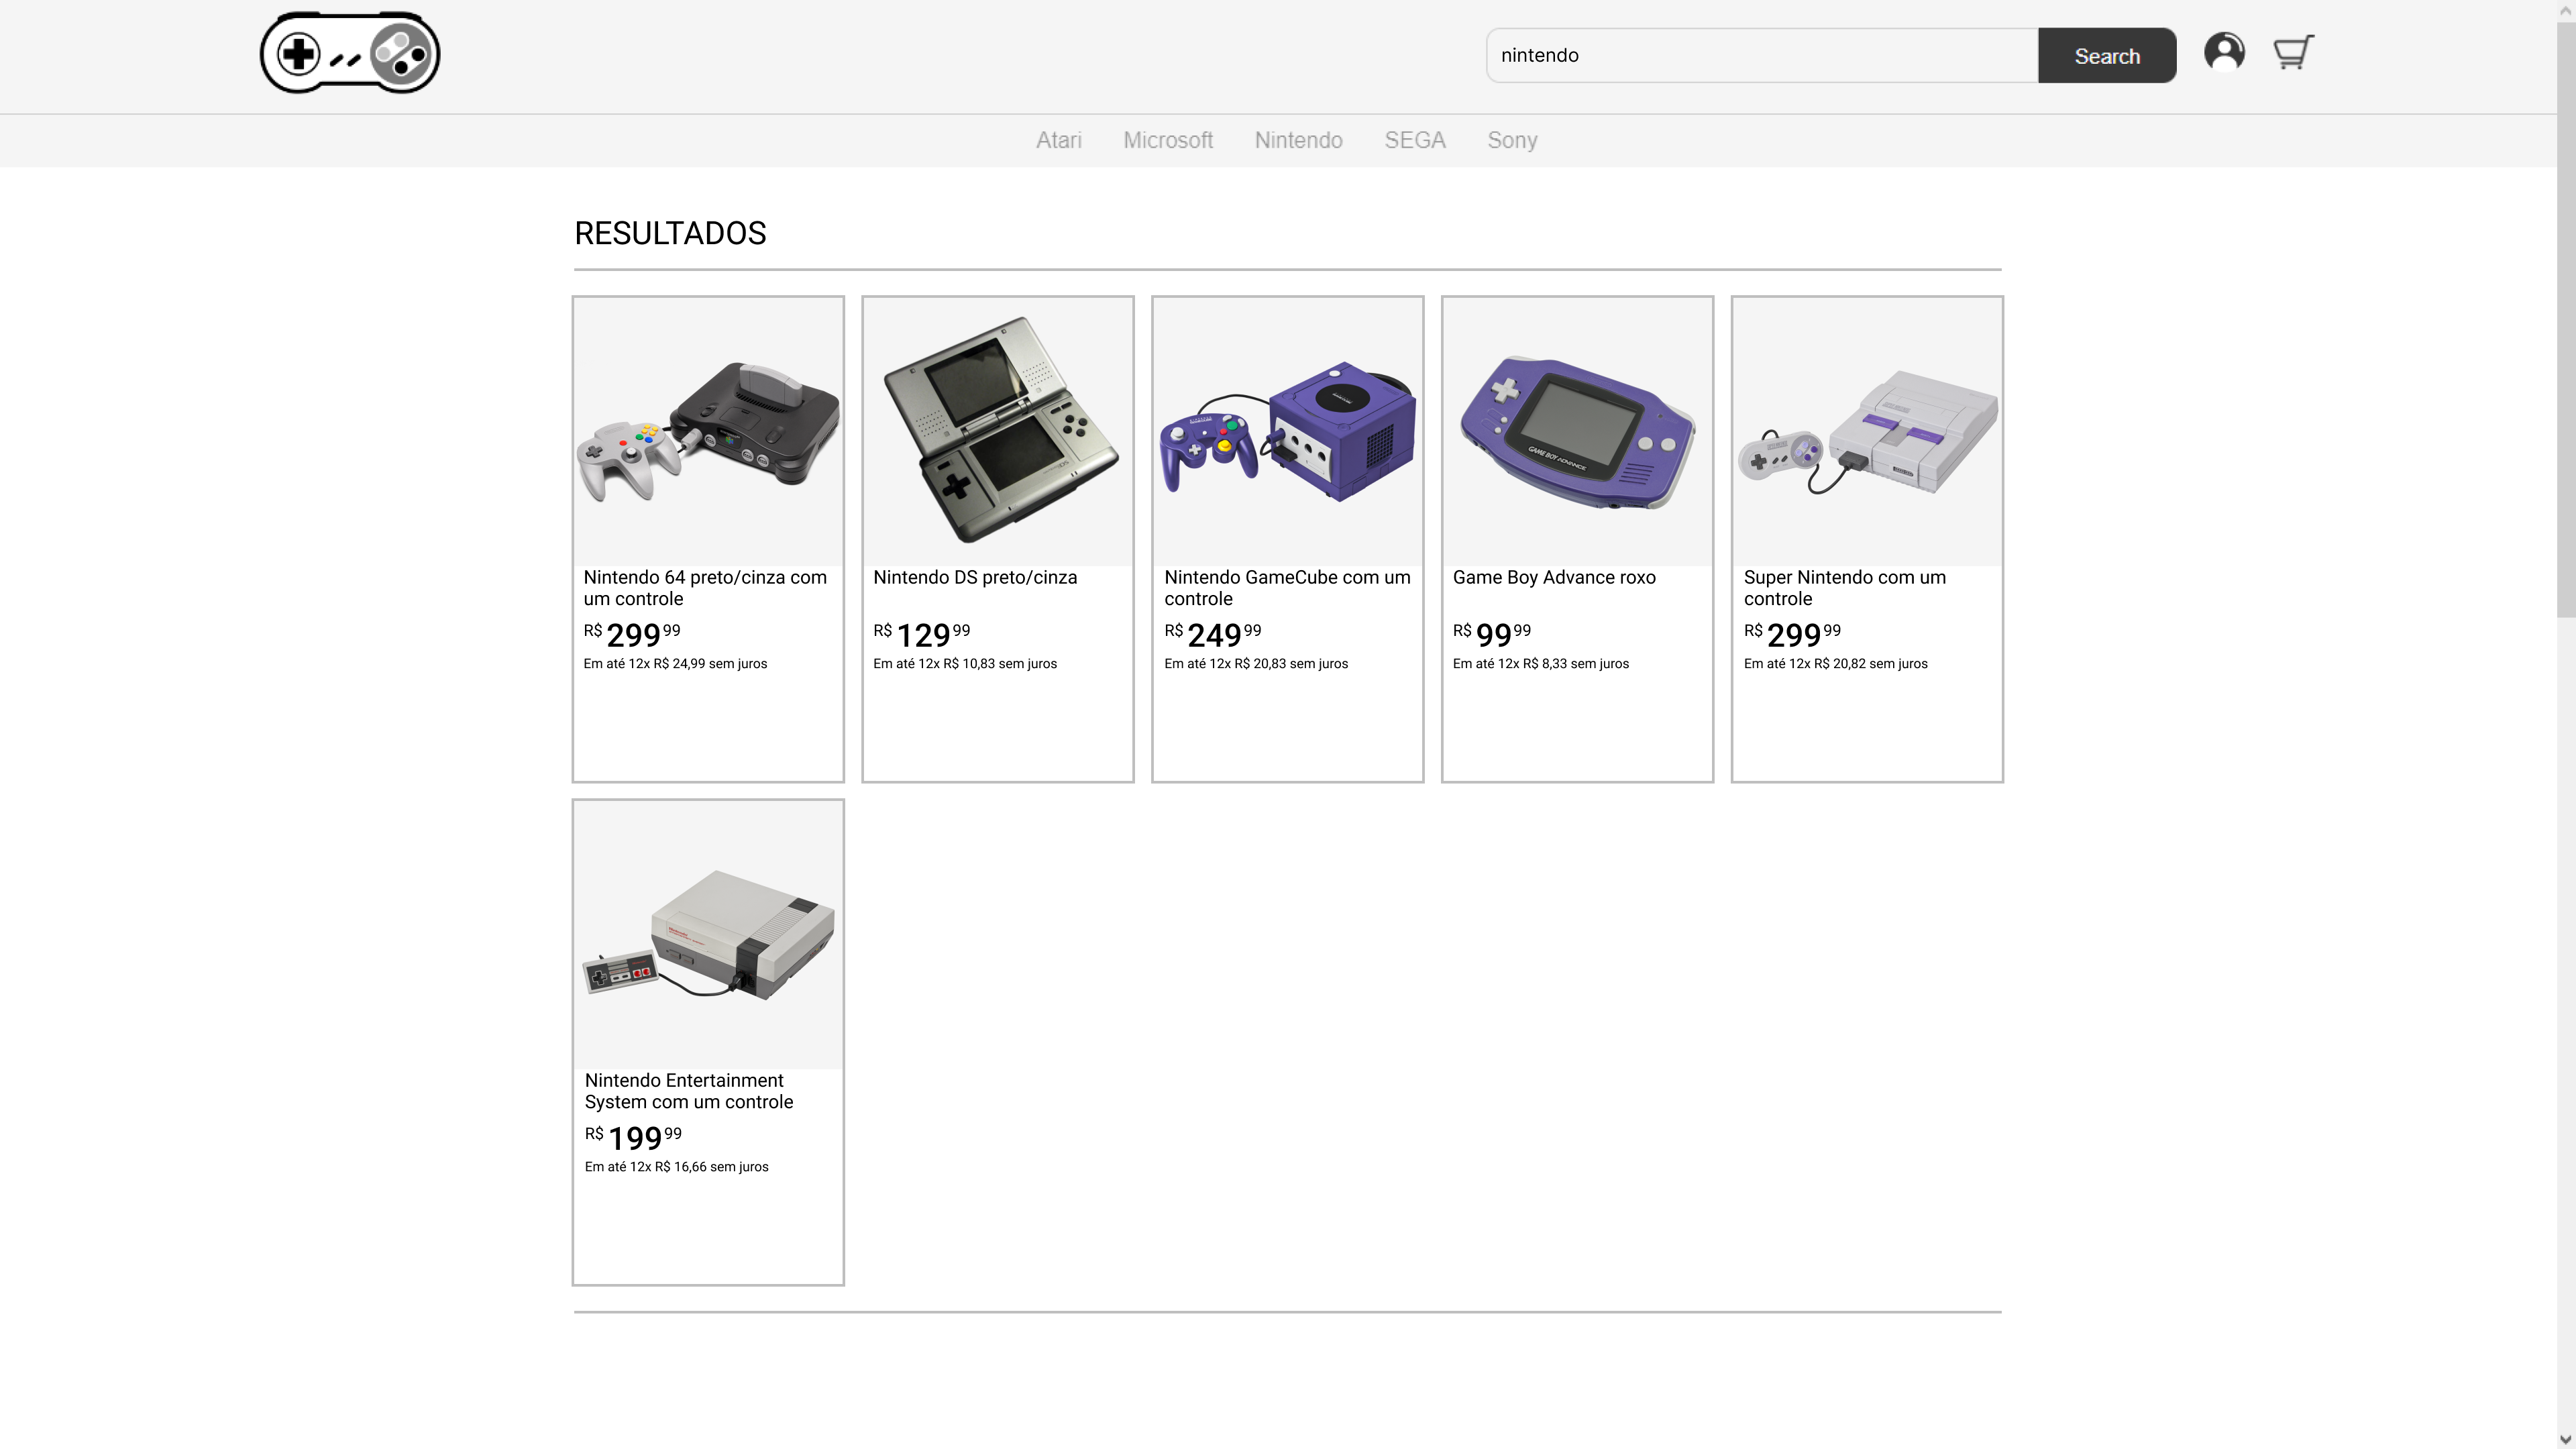 nintendo
Search
Atari Microsoft Nintendo SEGA Sony
RESULTADOS
Nintendo 64 preto/cinza com
um controle
R$ 299 99
Em até 12x R$ 24,99 sem juros
Nintendo DS preto/cinza
R$ 129 99
Em até 12x R$ 10,83 sem juros
Nintendo GameCube com um
controle
R$ 249 99
Em até 12x R$ 20,83 sem juros
GAME BOY ADVANCE
Game Boy Advance roxo
R$ 99 99
Em até 12x R$ 8,33 sem juros
Super Nintendo com um
controle
R$ 299 99
Em até 12x R$ 20,82 sem juros
Nintendo Entertainment
System com um controle
R$ 199 99
Em até 12x R$ 16,66 sem juros